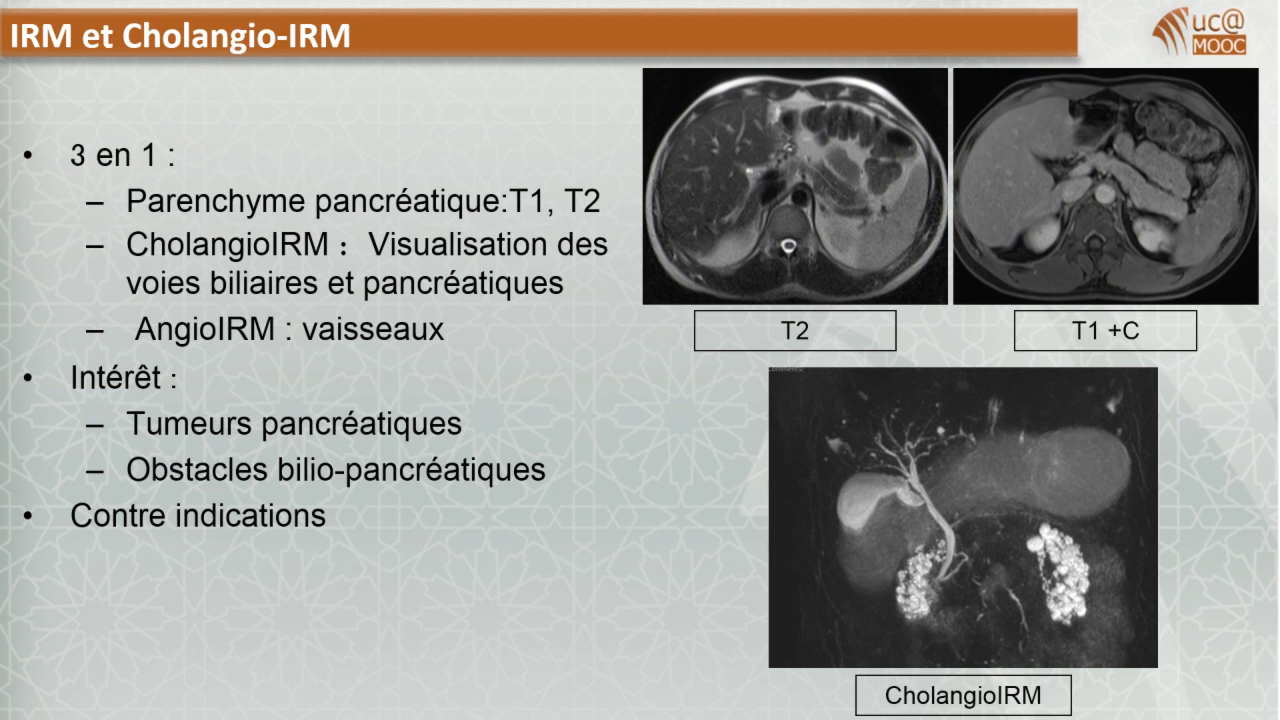 IRM et Cholangio-IRM
uc@
MOOC
• 3 en 1 :
– Parenchyme pancréatique:T1, T2
– CholangioIRM : Visualisation des
voies biliaires et pancréatiques
– AngioIRM : vaisseaux
• Intérêt :
– Tumeurs pancréatiques
– Obstacles bilio-pancréatiques
• Contre indications
T2
T1 +C
CholangioIRM